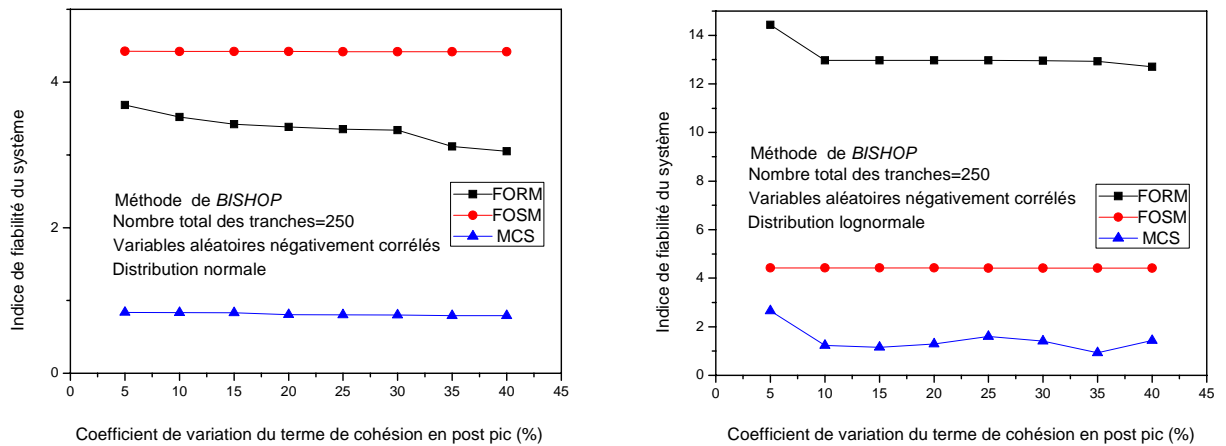 Indice de fiabilité du système
4
2
0
Méthode de BISHOP
Nombre total des tranches=250
Variables aléatoires négativement corrélés
Distribution normale
FORM
FOSM
MCS
0 5 10 15 20 25 30 35 40 45
Coefficient de variation du terme de cohésion en post pic (%)
Indice de fiabilité du système
14
12
10
8
6
4
2
0
Méthode de BISHOP
Nombre total des tranches=250
Variables aléatoires négativement corrélés
Distribution lognormale
FORM
FOSM
MCS
0 5 10 15 20 25 30 35 40 45
Coefficient de variation du terme de cohésion en post pic (%)